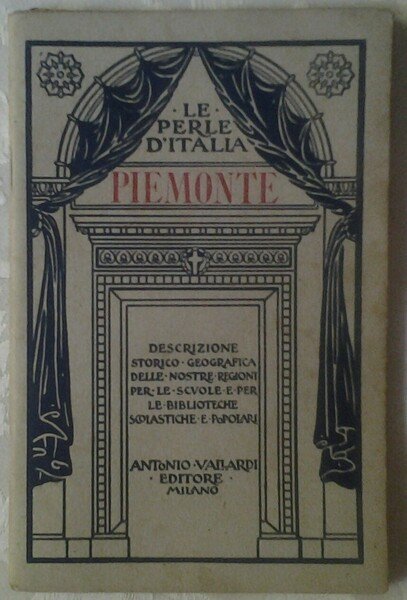 · LE ·
PERLE
D'ITALIA
PIEMONTE
DESCRIZIONE
STORICO · GEOGRAFICA
DELLE · NOSTRE · REGIONI
PER · LE · SCVOLE · E · PER
LE · BIBLIOTECHE
SCOLASTICHE · E · POPOLARI
ANTONIO · VALLARDI
· EDITORE ·
MILANO